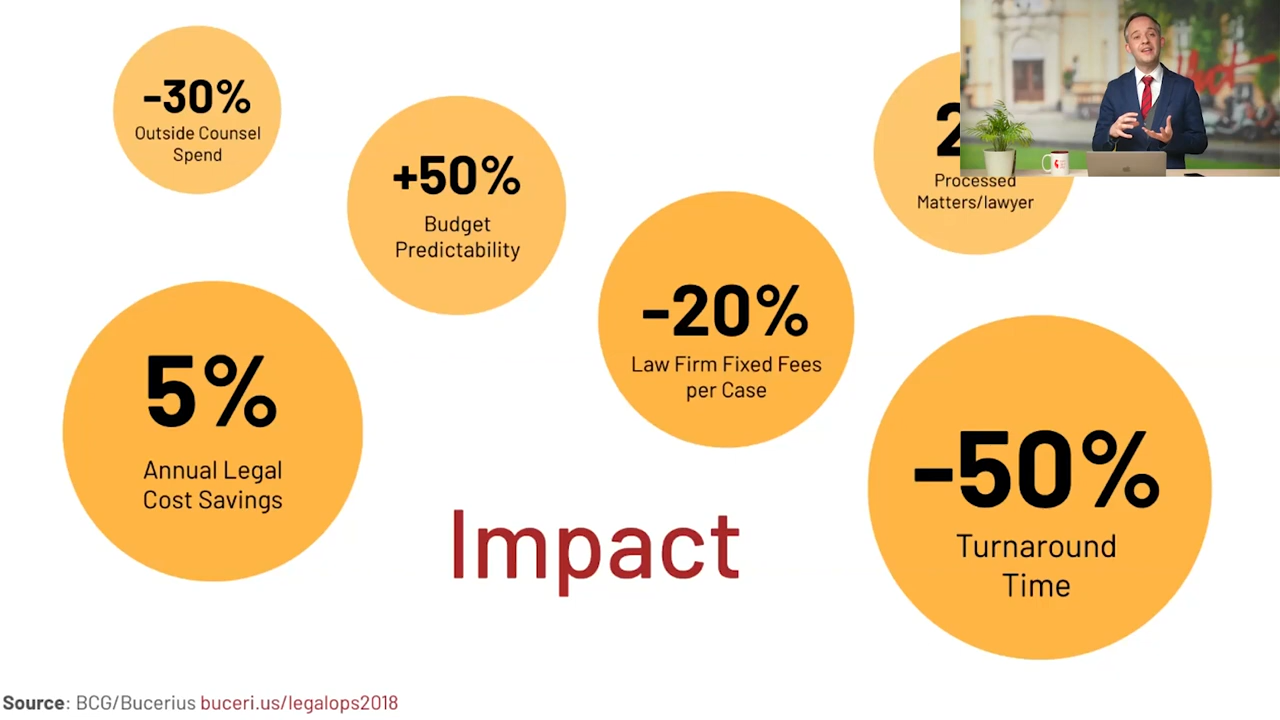 -30%
Outside Counsel
Spend
+50%
Budget
Predictability
2
Processed
Matters/lawyer
-20%
Law Firm Fixed Fees
per Case
5%
Annual Legal
Cost Savings
-50%
Turnaround
Time
Impact
Source: BCG/Bucerius buceri.us/legalops2018